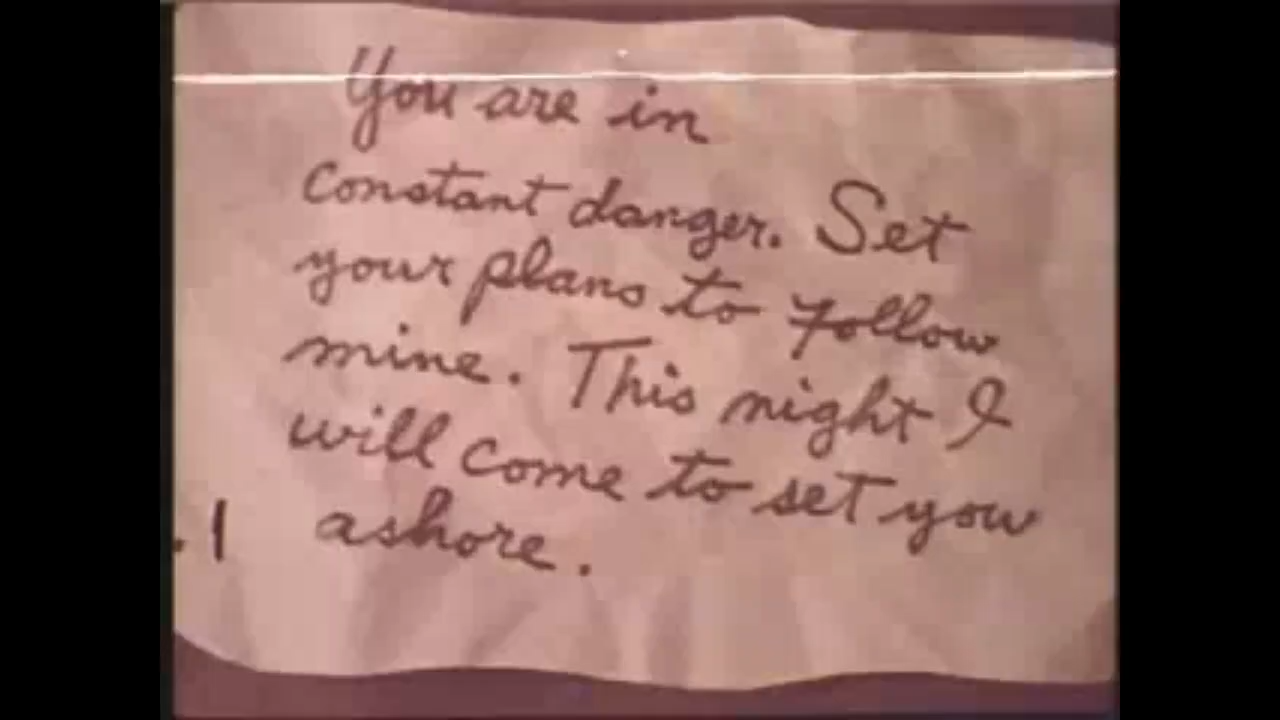 You are in
constant danger. Set
your plans to follow
mine. This night I
will come to set you
ashore.